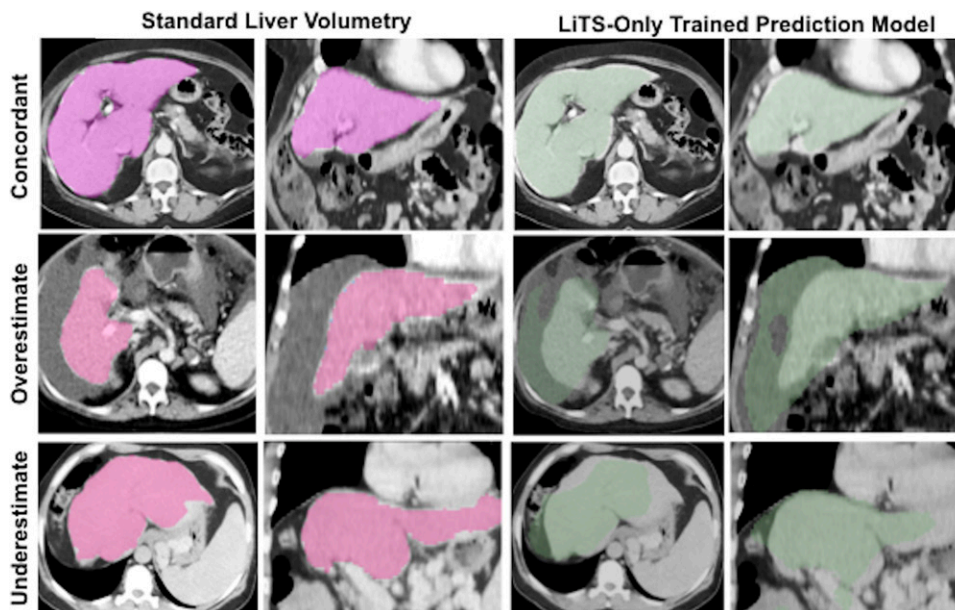 Standard Liver Volumetry
LiTS-Only Trained Prediction Model
Concordant
Overestimate
Underestimate